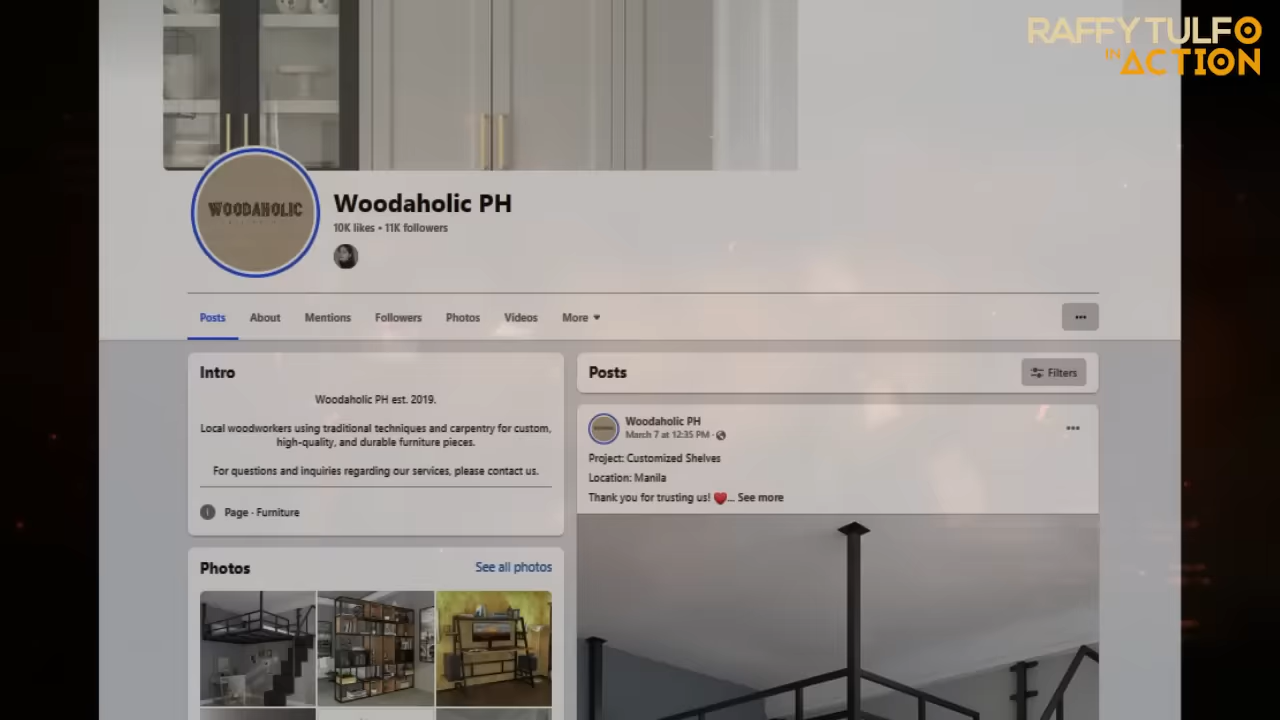 RAFFY TULFO
IN ACTION
WOODAHOLIC
Woodaholic PH
10K likes • 11K followers
Posts About Mentions Followers Photos Videos More
Intro
Woodaholic PH est. 2019.
Local woodworkers using traditional techniques and carpentry for custom,
high-quality, and durable furniture pieces.
For questions and inquiries regarding our services, please contact us.
Page · Furniture
Photos
See all photos
Posts
Filters
Woodaholic PH
March 7 at 12:35 PM ·
Project: Customized Shelves
Location: Manila
Thank you for trusting us! ❤️... See more